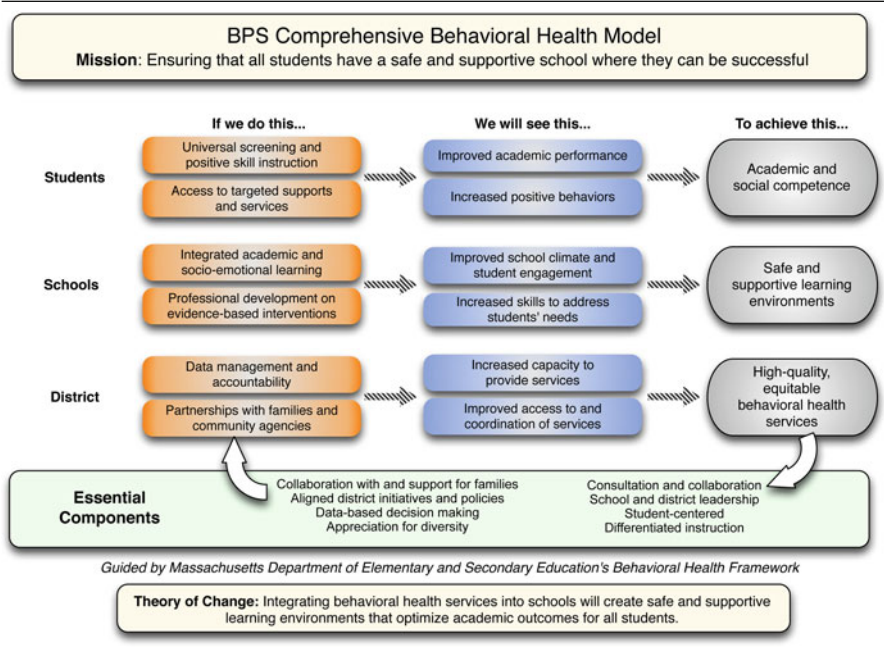 BPS Comprehensive Behavioral Health Model
Mission: Ensuring that all students have a safe and supportive school where they can be successful
If we do this...
We will see this...
To achieve this...
Students
Universal screening and
positive skill instruction
Access to targeted supports
and services
Improved academic performance
Increased positive behaviors
Academic and
social competence
Schools
Integrated academic and
socio-emotional learning
Professional development on
evidence-based interventions
Improved school climate and
student engagement
Increased skills to address
students' needs
Safe and
supportive learning
environments
District
Data management and
accountability
Partnerships with families and
community agencies
Increased capacity to
provide services
Improved access to and
coordination of services
High-quality,
equitable
behavioral health
services
Essential
Components
Collaboration with and support for families
Aligned district initiatives and policies
Data-based decision making
Appreciation for diversity
Consultation and collaboration
School and district leadership
Student-centered
Differentiated instruction
Guided by Massachusetts Department of Elementary and Secondary Education's Behavioral Health Framework
Theory of Change: Integrating behavioral health services into schools will create safe and supportive
learning environments that optimize academic outcomes for all students.